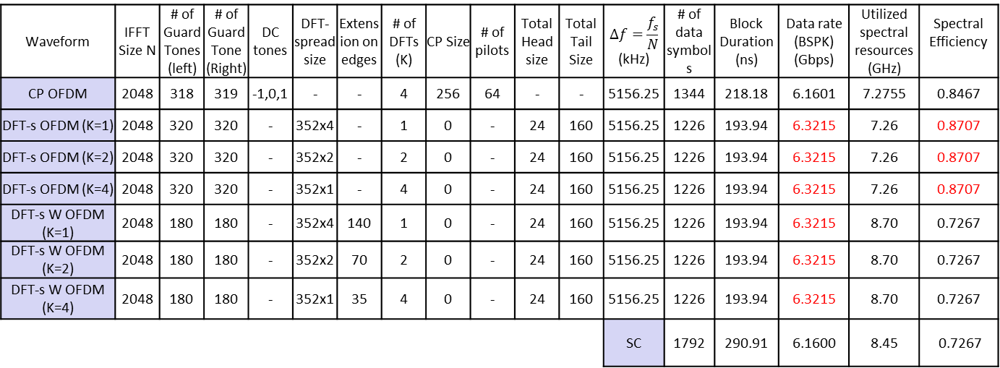 Waveform
IFFT
Size N
# of
Guard
Tones
(left)
# of
Guard
Tone
(Right)
DC
tones
DFT-
spread
size
Extens
ion on
edges
# of
DFTs
(K)
CP Size
# of
pilots
Total
Head
size
Total
Tail
Size
Δf = fs/N
(kHz)
# of
data
symbol
s
Block
Duration
(ns)
Data rate
(BSPK)
(Gbps)
Utilized
spectral
resources
(GHz)
Spectral
Efficiency
CP OFDM 2048 318 319 -1,0,1 - - 4 256 64 - - 5156.25 1344 218.18 6.1601 7.2755 0.8467
DFT-s OFDM (K=1) 2048 320 320 - 352x4 - 1 0 - 24 160 5156.25 1226 193.94 6.3215 7.26 0.8707
DFT-s OFDM (K=2) 2048 320 320 - 352x2 - 2 0 - 24 160 5156.25 1226 193.94 6.3215 7.26 0.8707
DFT-s OFDM (K=4) 2048 320 320 - 352x1 - 4 0 - 24 160 5156.25 1226 193.94 6.3215 7.26 0.8707
DFT-s W OFDM
(K=1)
2048 180 180 - 352x4 140 1 0 - 24 160 5156.25 1226 193.94 6.3215 8.70 0.7267
DFT-s W OFDM
(K=2)
2048 180 180 - 352x2 70 2 0 - 24 160 5156.25 1226 193.94 6.3215 8.70 0.7267
DFT-s W OFDM
(K=4)
2048 180 180 - 352x1 35 4 0 - 24 160 5156.25 1226 193.94 6.3215 8.70 0.7267
SC 1792 290.91 6.1600 8.45 0.7267